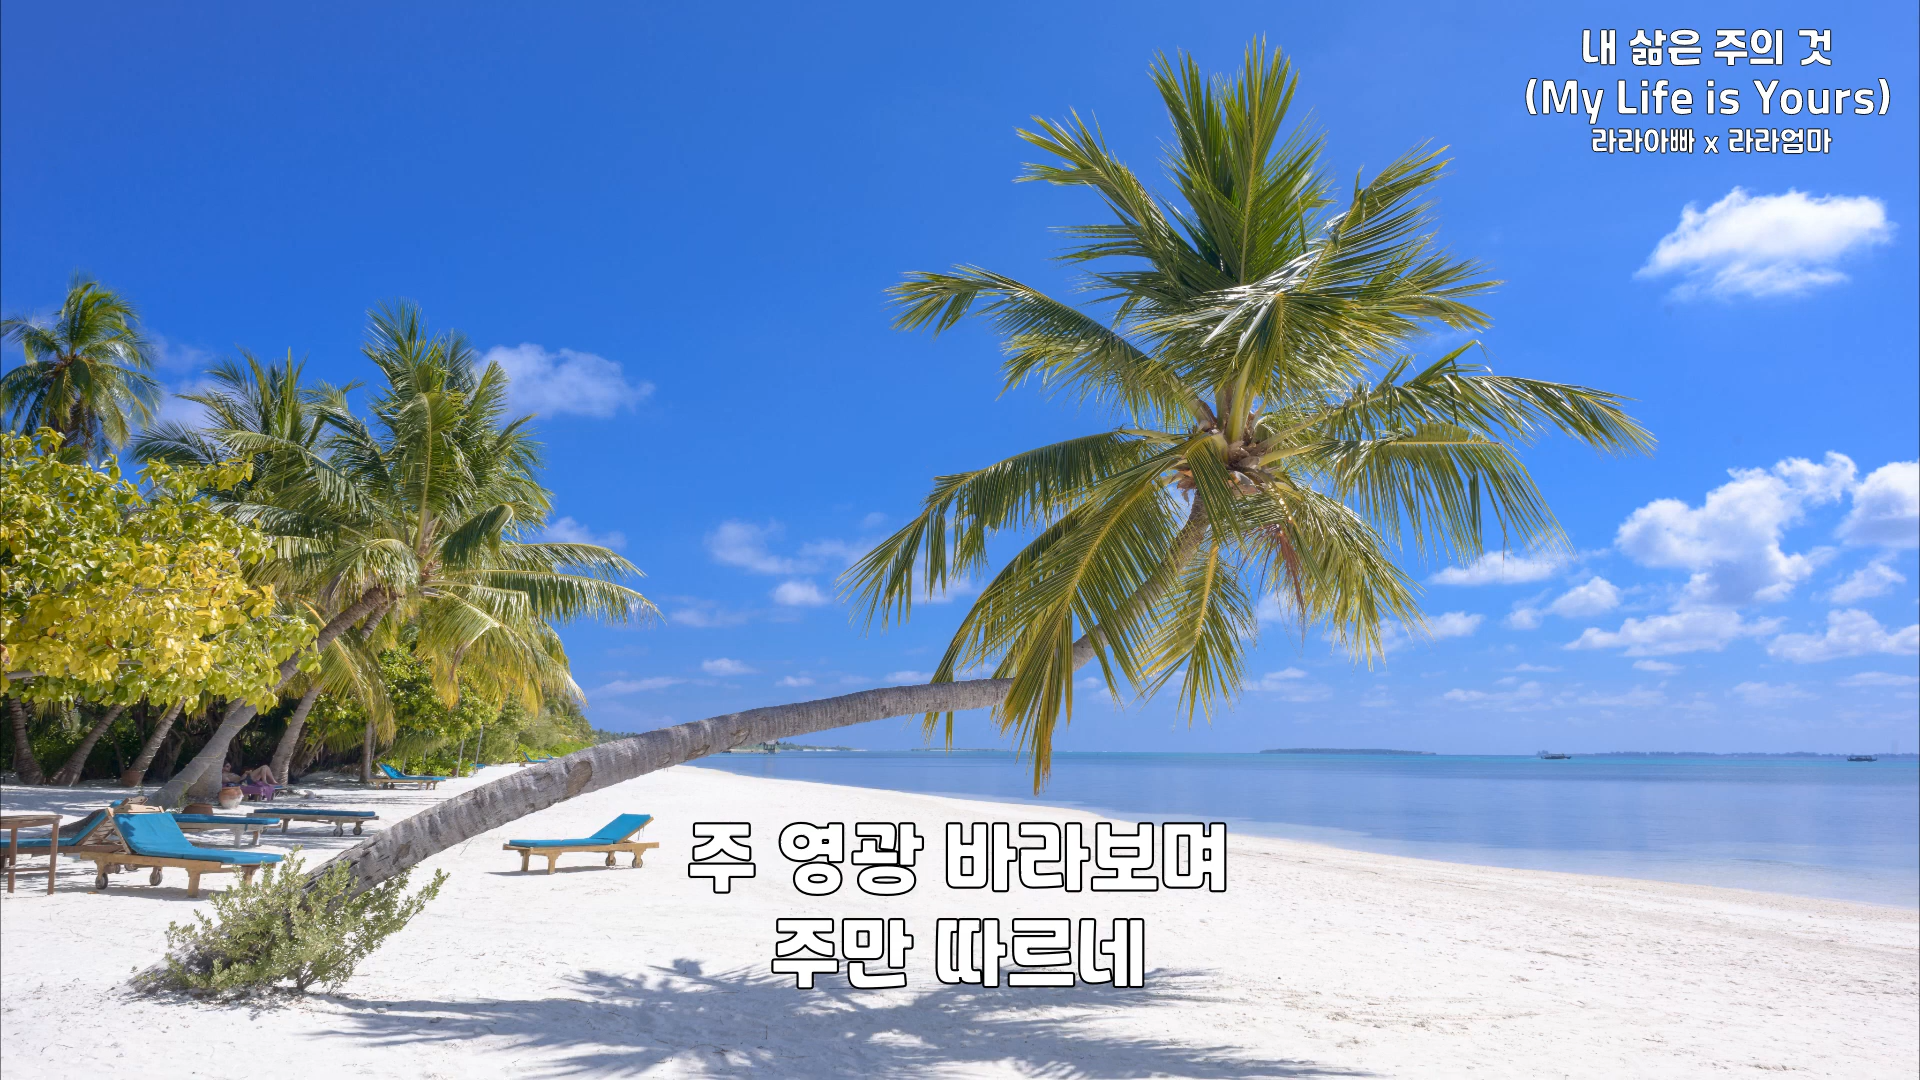 내 삶은 주의 것
(My Life is Yours)
라라아빠 x 라라엄마
주 영광 바라보며
주만 따르네